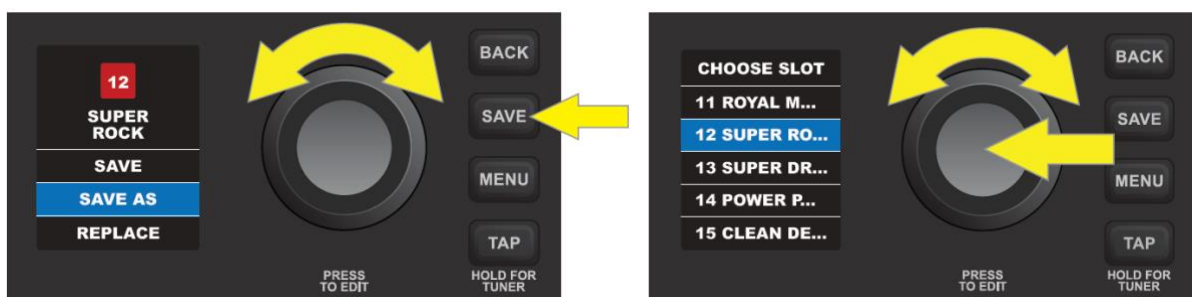 12
SUPER
ROCK
SAVE
SAVE AS
REPLACE
PRESS
TO EDIT
BACK
SAVE
MENU
TAP
HOLD FOR
TUNER
CHOOSE SLOT
11 ROYAL M...
12 SUPER RO...
13 SUPER DR...
14 POWER P...
15 CLEAN DE...
PRESS
TO EDIT
BACK
SAVE
MENU
TAP
HOLD FOR
TUNER